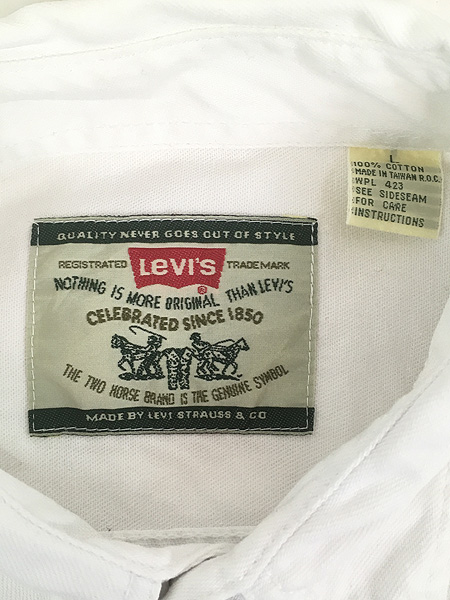 QUALITY NEVER GOES OUT OF STYLE
REGISTRATED LEVI'S TRADEMARK
®
NOTHING IS MORE ORIGINAL THAN LEVI'S
CELEBRATED SINCE 1850
THE TWO HORSE BRAND IS THE GENUINE SYMBOL
MADE BY LEVI STRAUSS & CO
L
100% COTTON
MADE IN TAIWAN R.O.C.
WPL 423
SEE SIDESEAM
FOR CARE
INSTRUCTIONS